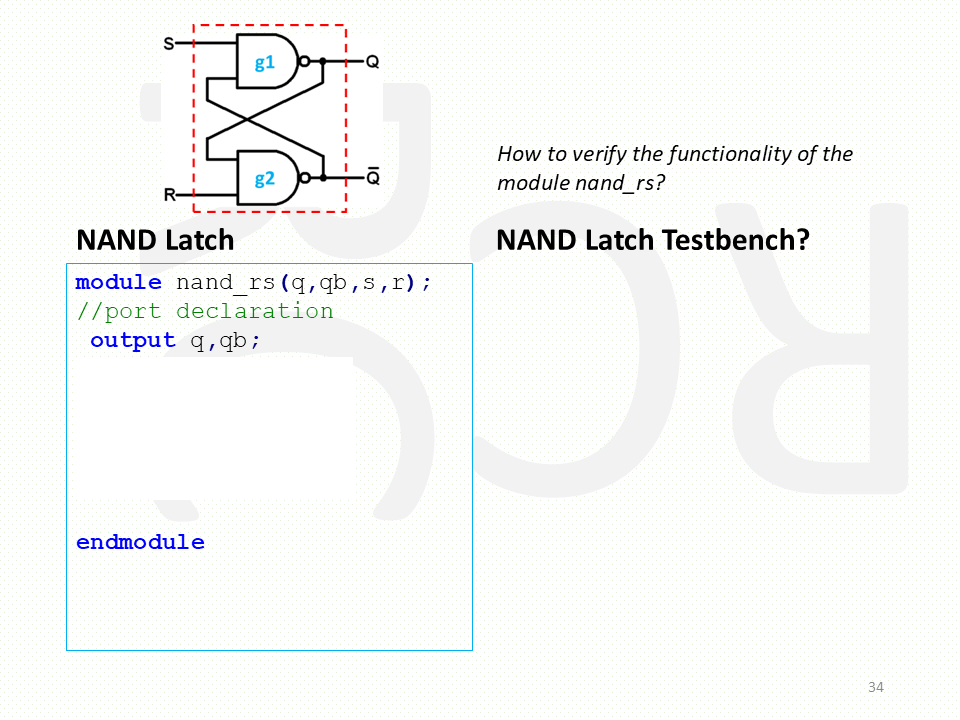 S
g1
Q
g2
Q̅
R
How to verify the functionality of the
module nand_rs?
NAND Latch
NAND Latch Testbench?
module nand_rs(q,qb,s,r);
//port declaration
output q,qb;
endmodule
34